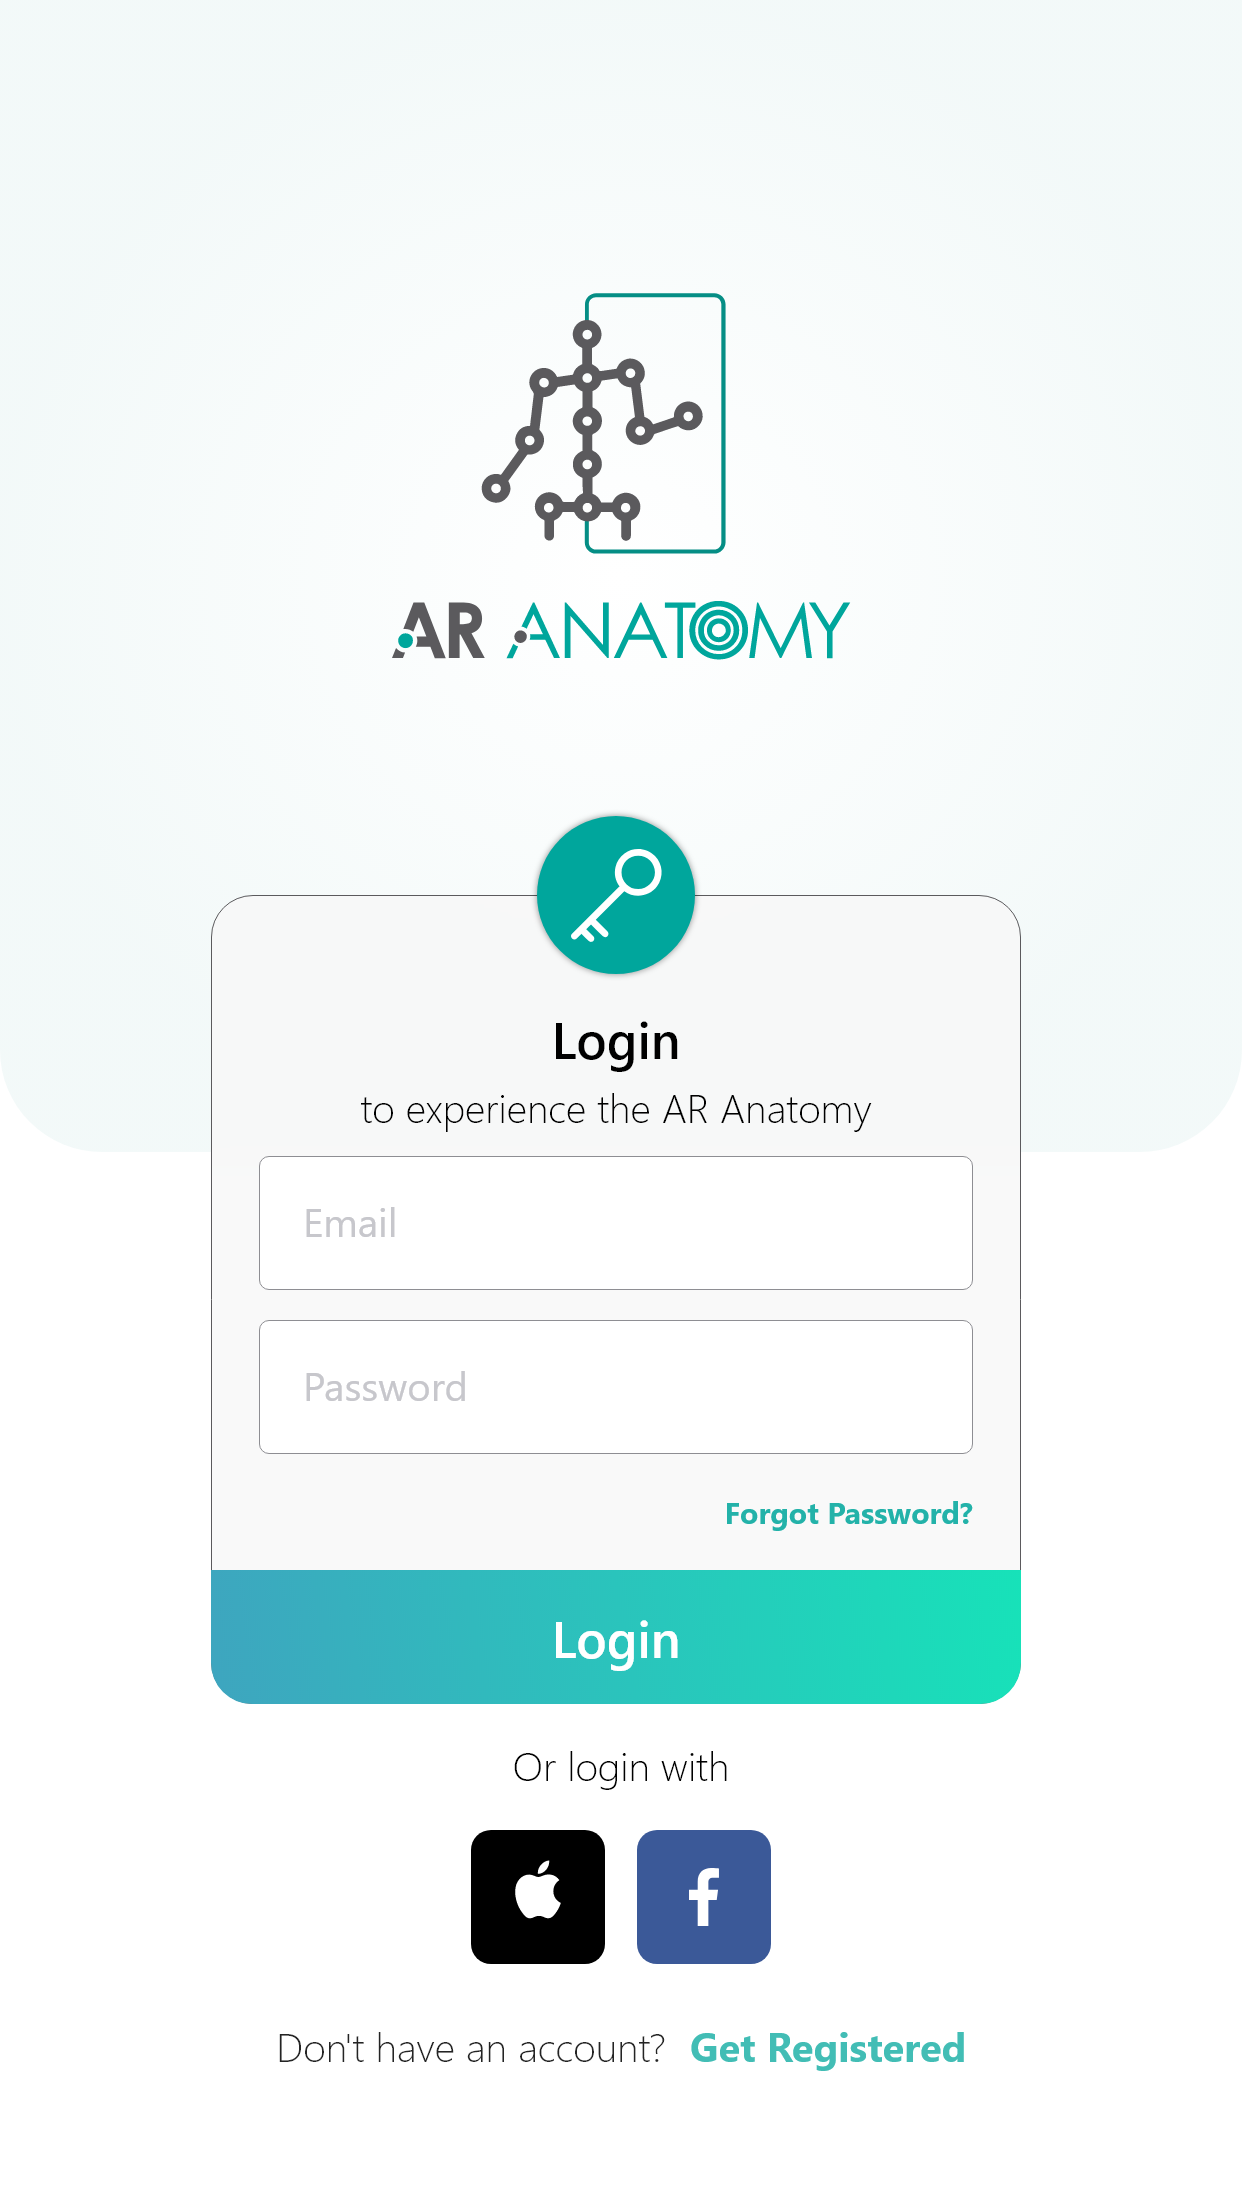 AR ANATOMY
Login
to experience the AR Anatomy
Email
Password
Forgot Password?
Login
Or login with
Don't have an account? Get Registered